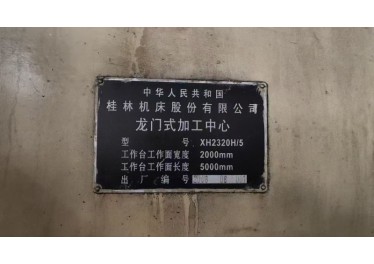 中华人民共和国
桂林机床股份有限公司
龙门式加工中心
型 号 XH2320H/5
工作台工作面宽度 2000mm
工作台工作面长度 5000mm
出 厂 编 号